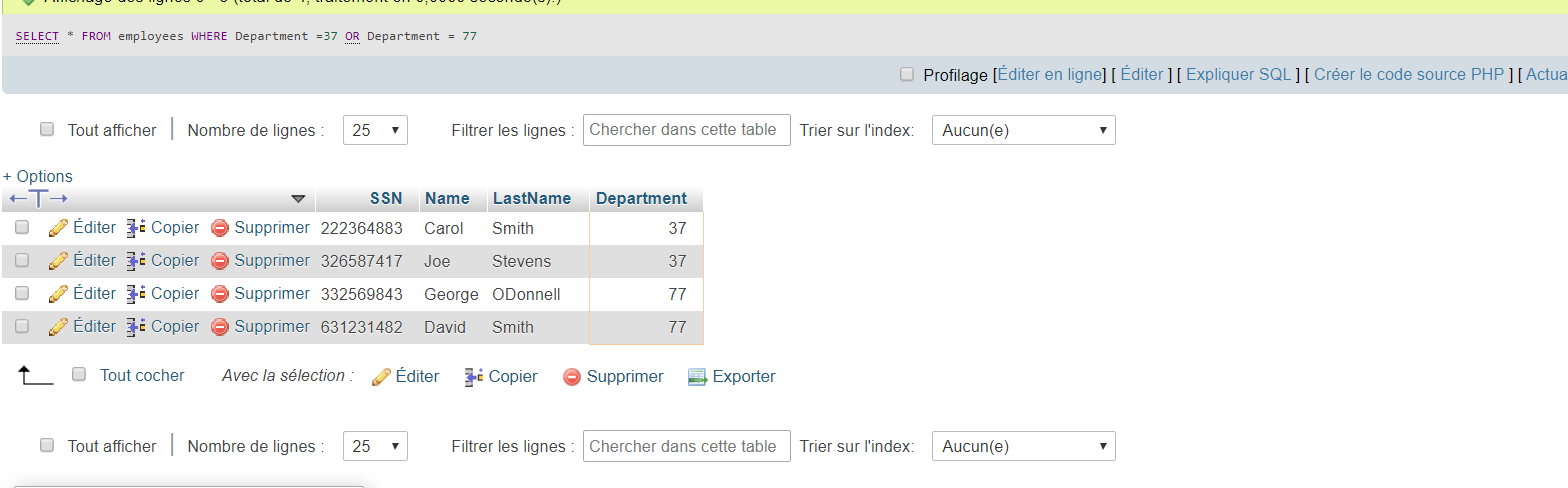 SELECT * FROM employees WHERE Department =37 OR Department = 77
Profilage [Éditer en ligne] [ Éditer ] [ Expliquer SQL ] [ Créer le code source PHP ] [ Actua
Tout afficher Nombre de lignes : 25 Filtrer les lignes : Chercher dans cette table Trier sur l'index: Aucun(e)
+ Options
SSN Name LastName Department
Éditer Copier Supprimer 222364883 Carol Smith 37
Éditer Copier Supprimer 326587417 Joe Stevens 37
Éditer Copier Supprimer 332569843 George ODonnell 77
Éditer Copier Supprimer 631231482 David Smith 77
Tout cocher Avec la sélection : Éditer Copier Supprimer Exporter
Tout afficher Nombre de lignes : 25 Filtrer les lignes : Chercher dans cette table Trier sur l'index: Aucun(e)